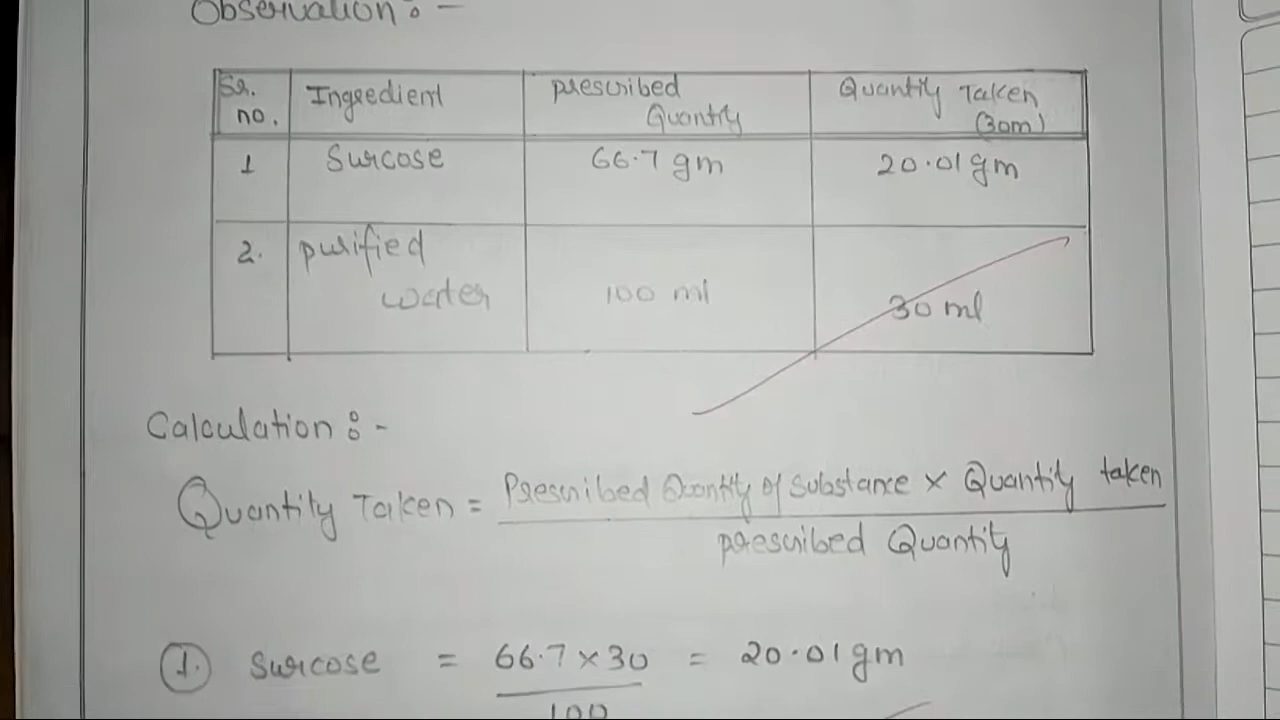 Observation : -
Sr. no. Ingredient prescribed Quantity Quantity Taken (30ml)
1 Surcose 66.7 gm 20.01 gm
2. purified water 100 ml 30 ml
Calculation : -
Quantity Taken = Prescribed Quantity of Substance × Quantity taken
prescribed Quantity
1. Surcose = 66.7 × 30 = 20.01 gm
100